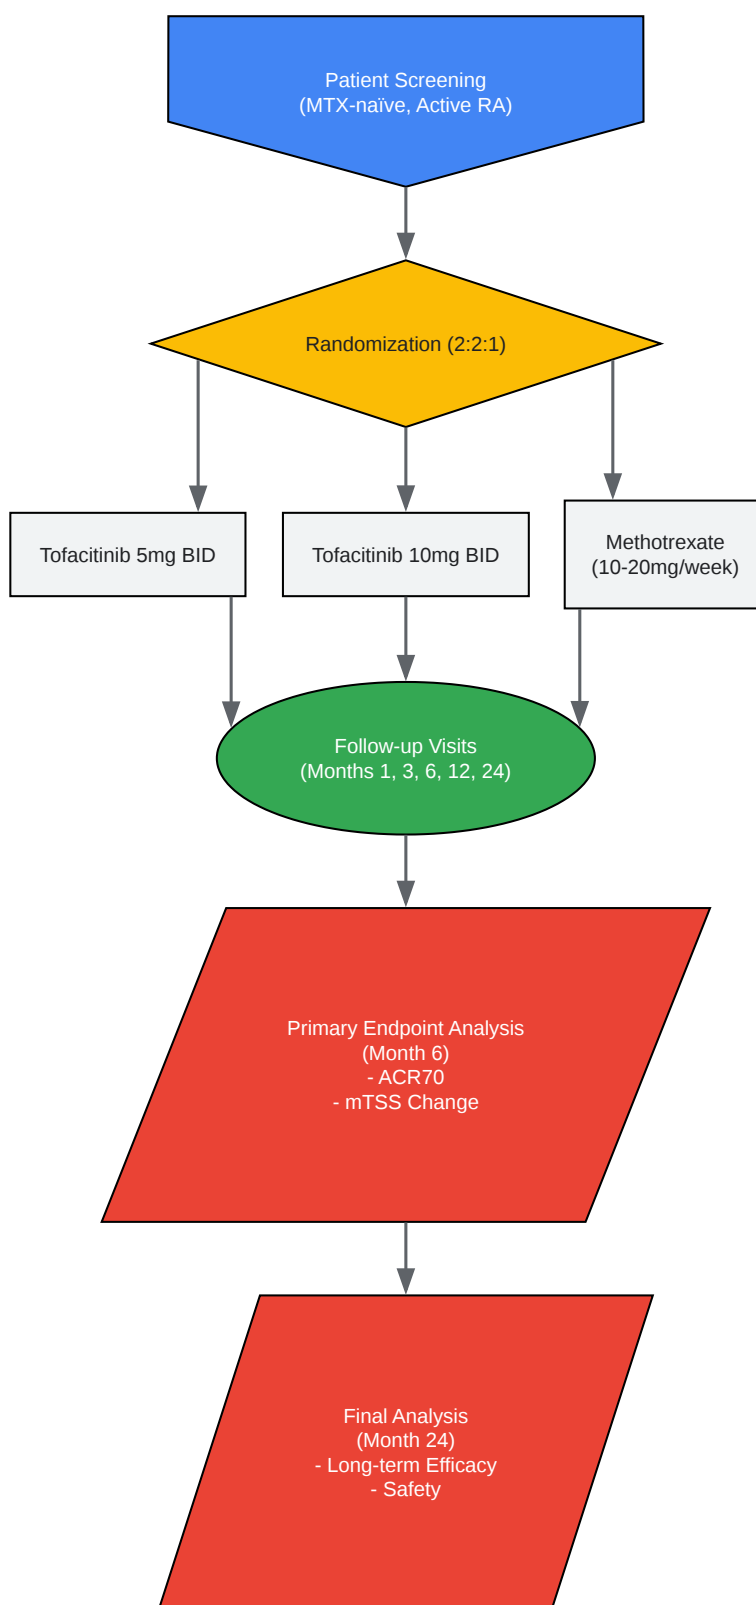 Patient Screening
(MTX-naïve, Active RA)
Randomization (2:2:1)
Tofacitinib 5mg BID
Tofacitinib 10mg BID
Methotrexate
(10-20mg/week)
Follow-up Visits
(Months 1, 3, 6, 12, 24)
Primary Endpoint Analysis
(Month 6)
- ACR70
- mTSS Change
Final Analysis
(Month 24)
- Long-term Efficacy
- Safety